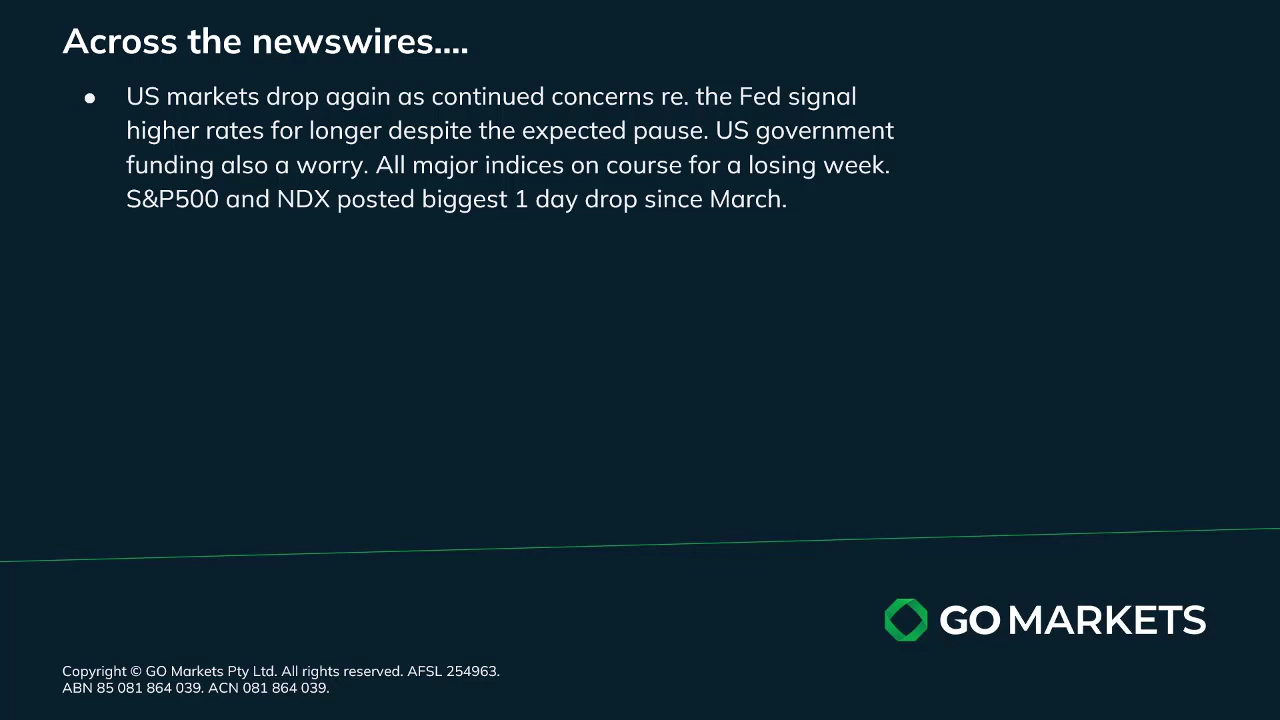 Across the newswires....
● US markets drop again as continued concerns re. the Fed signal
higher rates for longer despite the expected pause. US government
funding also a worry. All major indices on course for a losing week.
S&P500 and NDX posted biggest 1 day drop since March.
GO MARKETS
Copyright © GO Markets Pty Ltd. All rights reserved. AFSL 254963.
ABN 85 081 864 039. ACN 081 864 039.